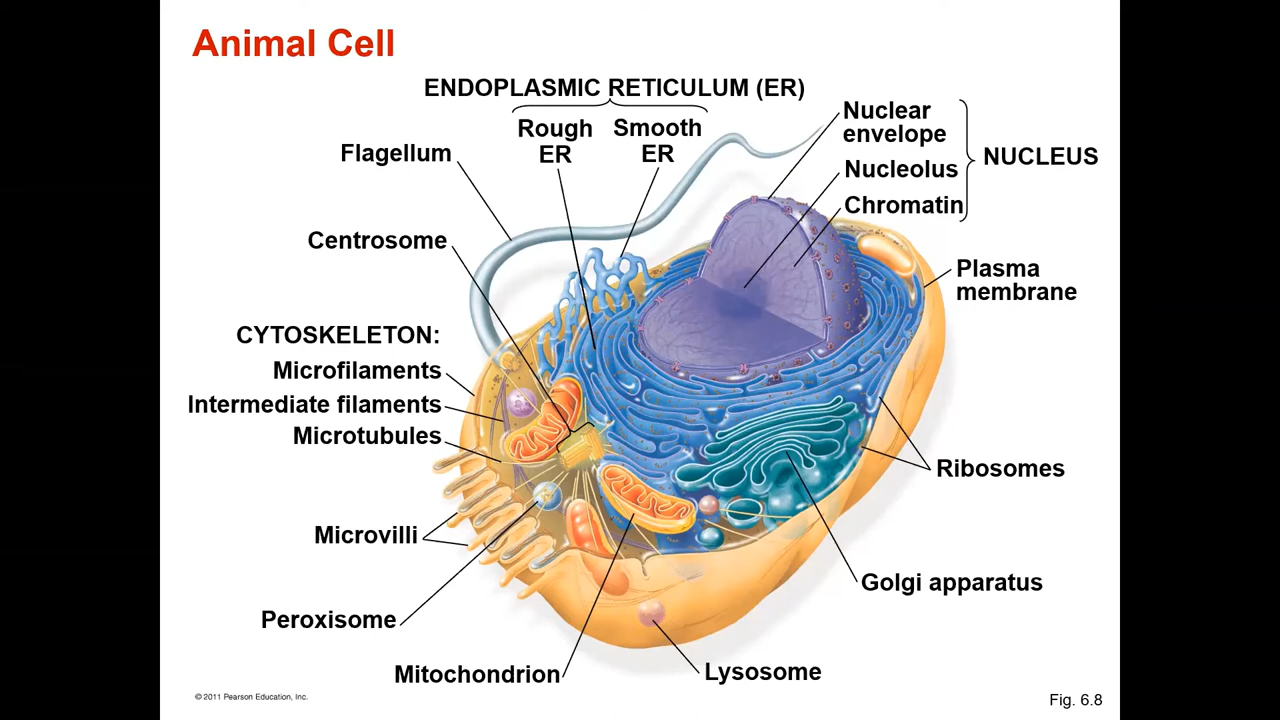 Animal Cell
ENDOPLASMIC RETICULUM (ER)
Rough
ER
Smooth
ER
Flagellum
Nuclear
envelope
Nucleolus
Chromatin
NUCLEUS
Centrosome
Plasma
membrane
CYTOSKELETON:
Microfilaments
Intermediate filaments
Microtubules
Ribosomes
Microvilli
Golgi apparatus
Peroxisome
Mitochondrion
Lysosome
© 2011 Pearson Education, Inc.
Fig. 6.8